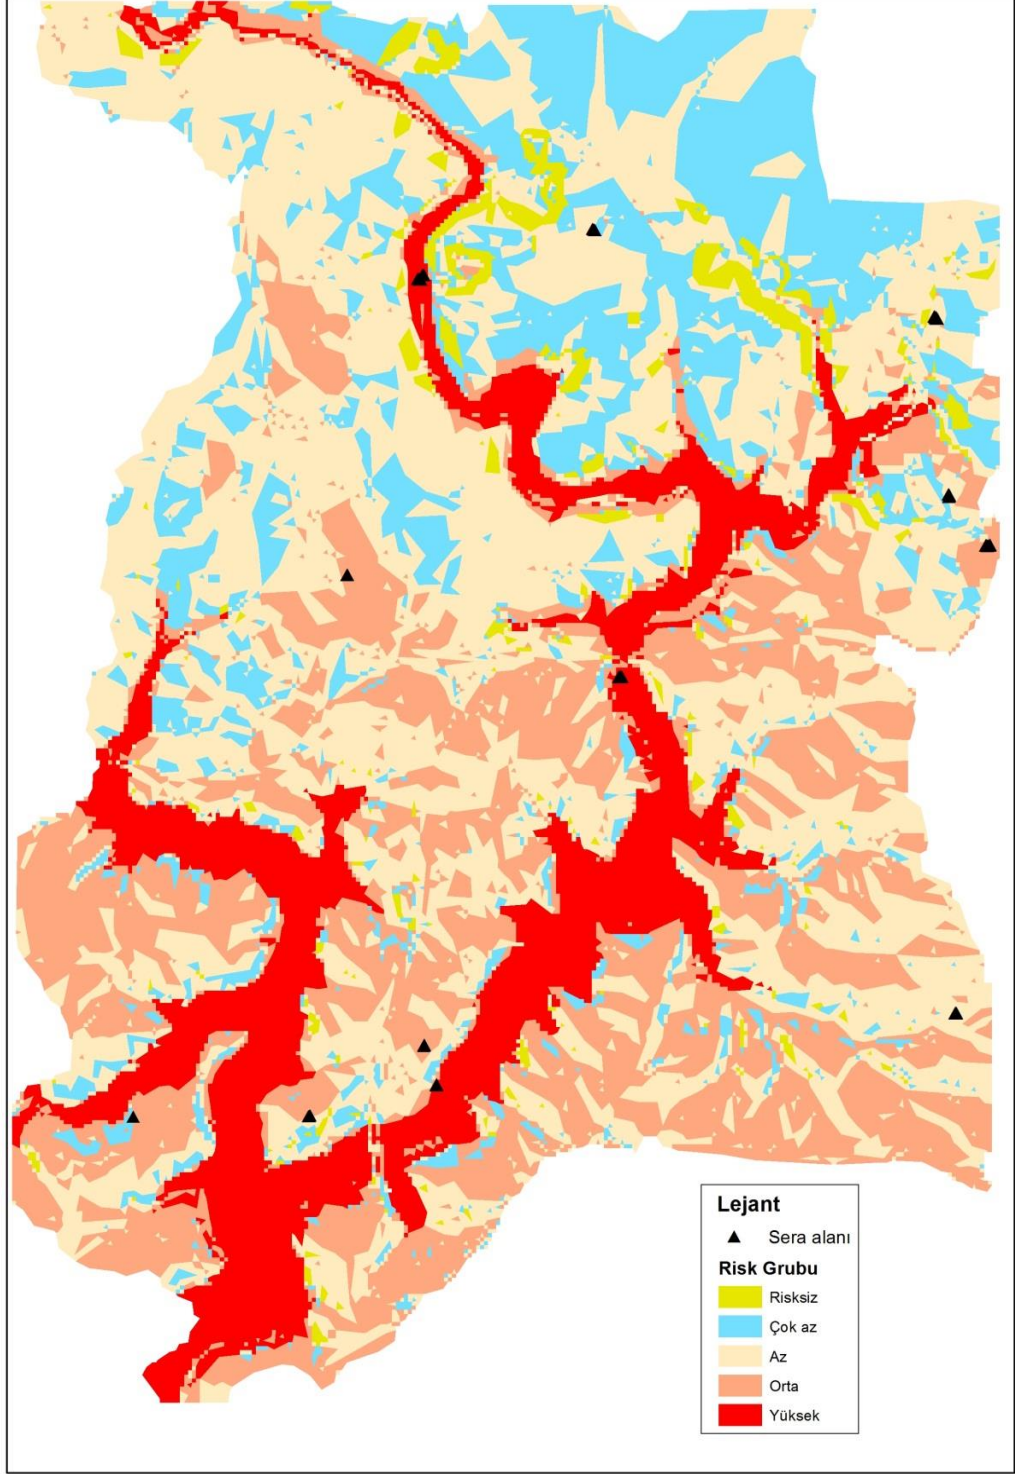 Lejant
Sera alanı
Risk Grubu
Risksiz
Çok az
Az
Orta
Yüksek